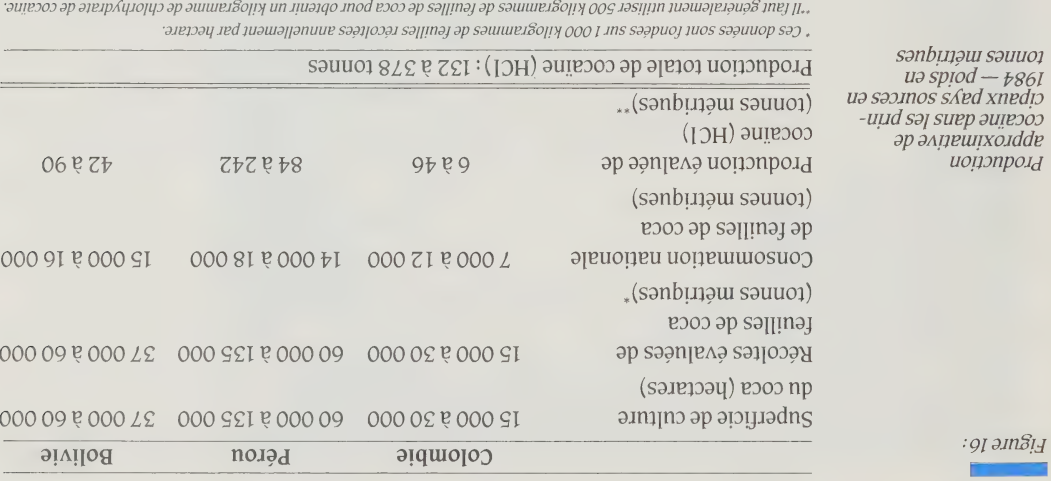 Figure 16:
Production
approximative de
cocaïne dans les prin-
cipaux pays sources en
1984 — poids en
tonnes métriques
Colombie Pérou Bolivie
Superficie de culture
du coca (hectares) 15 000 à 30 000 60 000 à 135 000 37 000 à 60 000
Récoltes évaluées de 15 000 à 30 000 60 000 à 135 000 37 000 à 60 000
feuilles de coca
(tonnes métriques)*
Consommation nationale 7 000 à 12 000 14 000 à 18 000 15 000 à 16 000
de feuilles de coca
(tonnes métriques)
Production évaluée de 6 à 46 84 à 242 42 à 90
cocaïne (HCl)
(tonnes métriques)**
Production totale de cocaïne (HCl) : 132 à 378 tonnes
* Ces données sont fondées sur 1 000 kilogrammes de feuilles récoltées annuellement par hectare.
**Il faut généralement utiliser 500 kilogrammes de feuilles de coca pour obtenir un kilogramme de chlorhydrate de cocaïne.